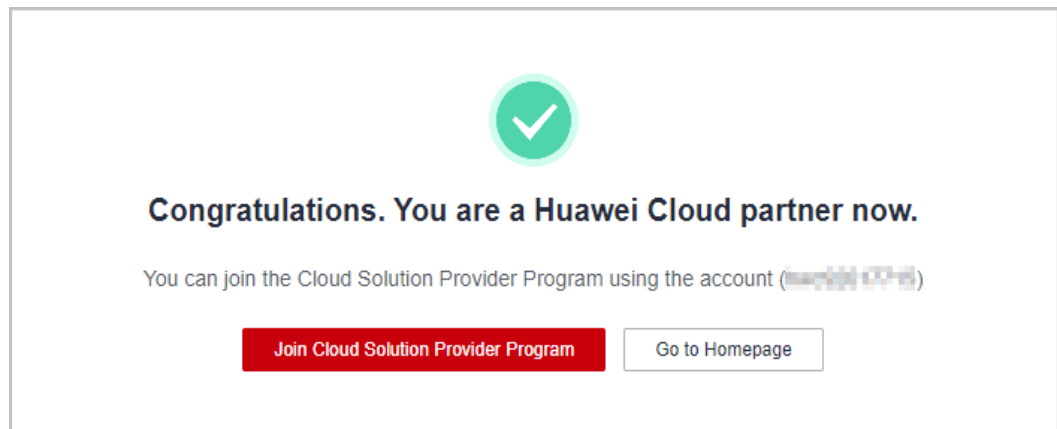 Congratulations. You are a Huawei Cloud partner now.
You can join the Cloud Solution Provider Program using the account ( )
Join Cloud Solution Provider Program
Go to Homepage